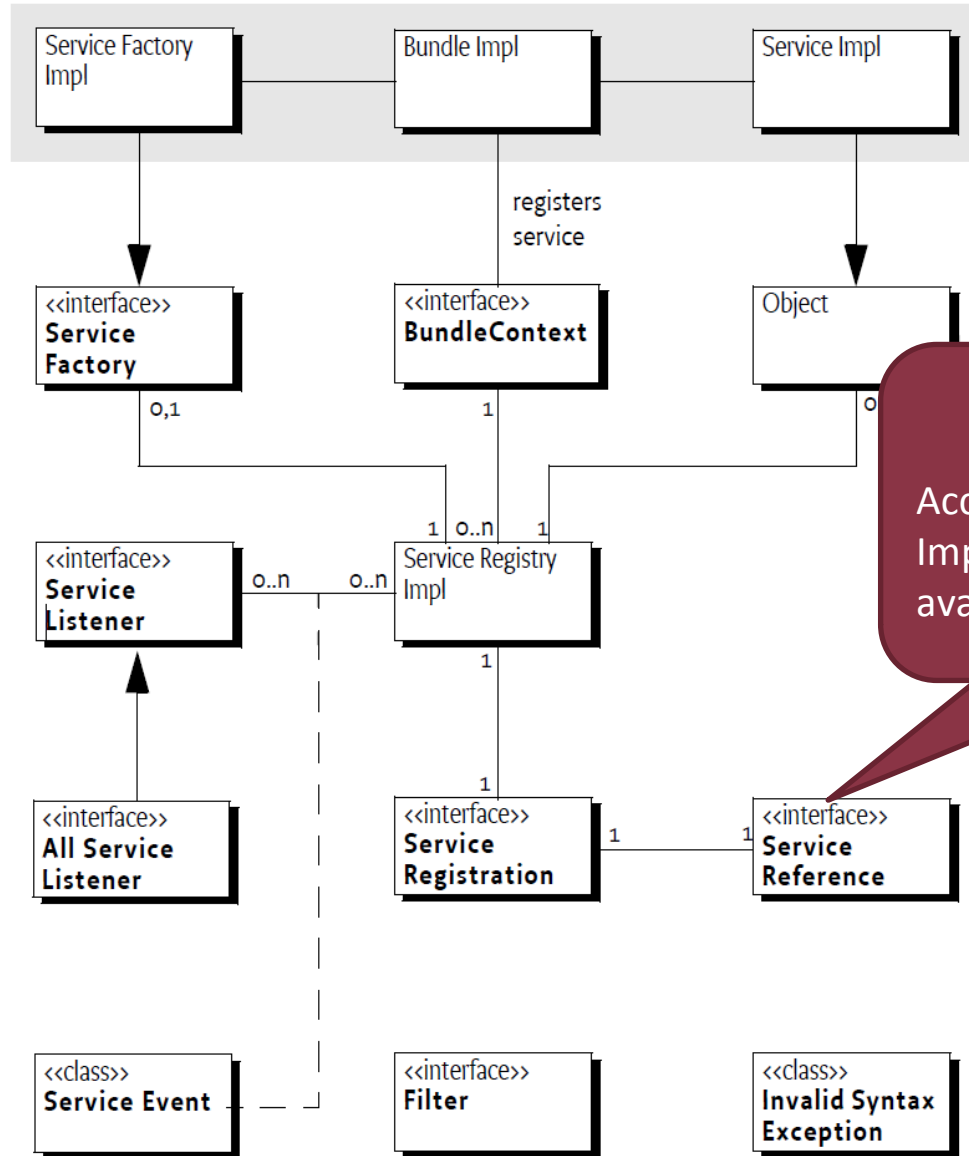 Service Factory
Impl
Bundle Impl
Service Impl
registers
service
<<interface>>
Service
Factory
<<interface>>
BundleContext
Object
0,1
1
0
1
0..n
1
<<interface>>
Service
Listener
0..n
0..n
Service Registry
Impl
1
1
<<interface>>
All Service
Listener
<<interface>>
Service
Registration
1
1
<<interface>>
Service
Reference
<<class>>
Service Event
<<interface>>
Filter
<<class>>
Invalid Syntax
Exception